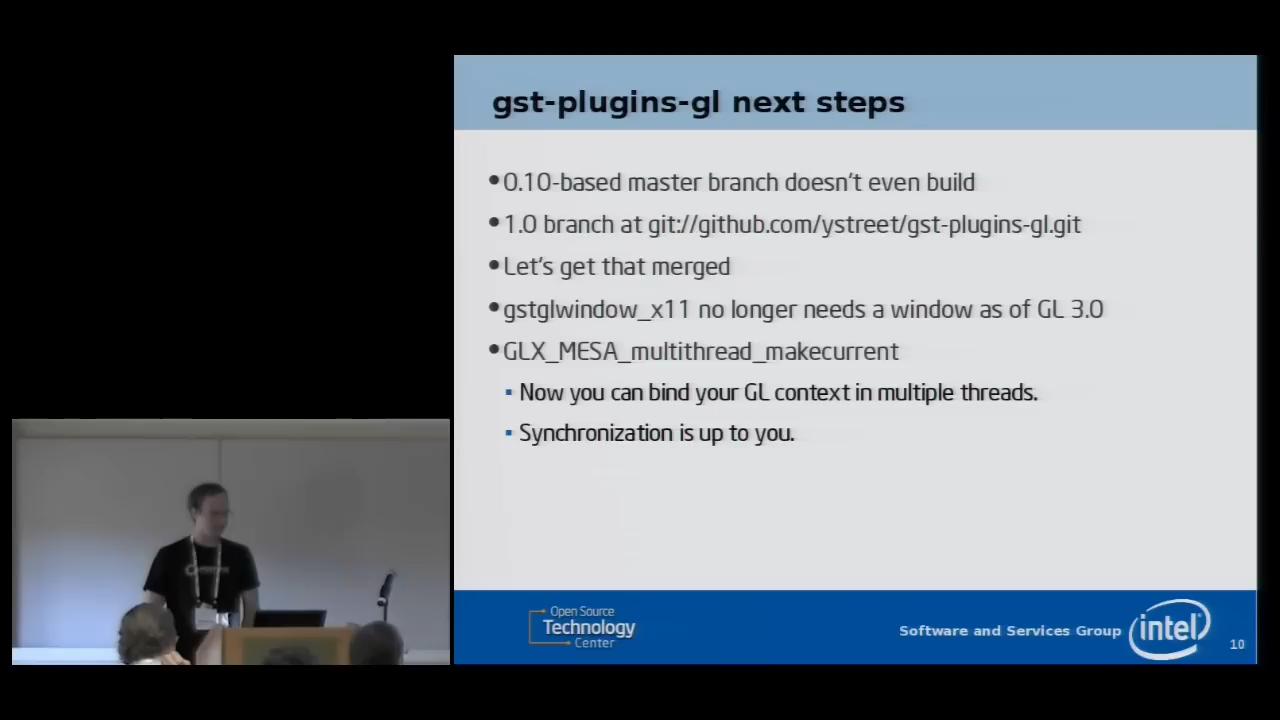 gst-plugins-gl next steps
•0.10-based master branch doesn't even build
•1.0 branch at git://github.com/ystreet/gst-plugins-gl.git
•Let's get that merged
•gstglwindow_x11 no longer needs a window as of GL 3.0
•GLX_MESA_multithread_makecurrent
▪ Now you can bind your GL context in multiple threads.
▪ Synchronization is up to you.
Open Source
Technology
Center
Software and Services Group
intel
10